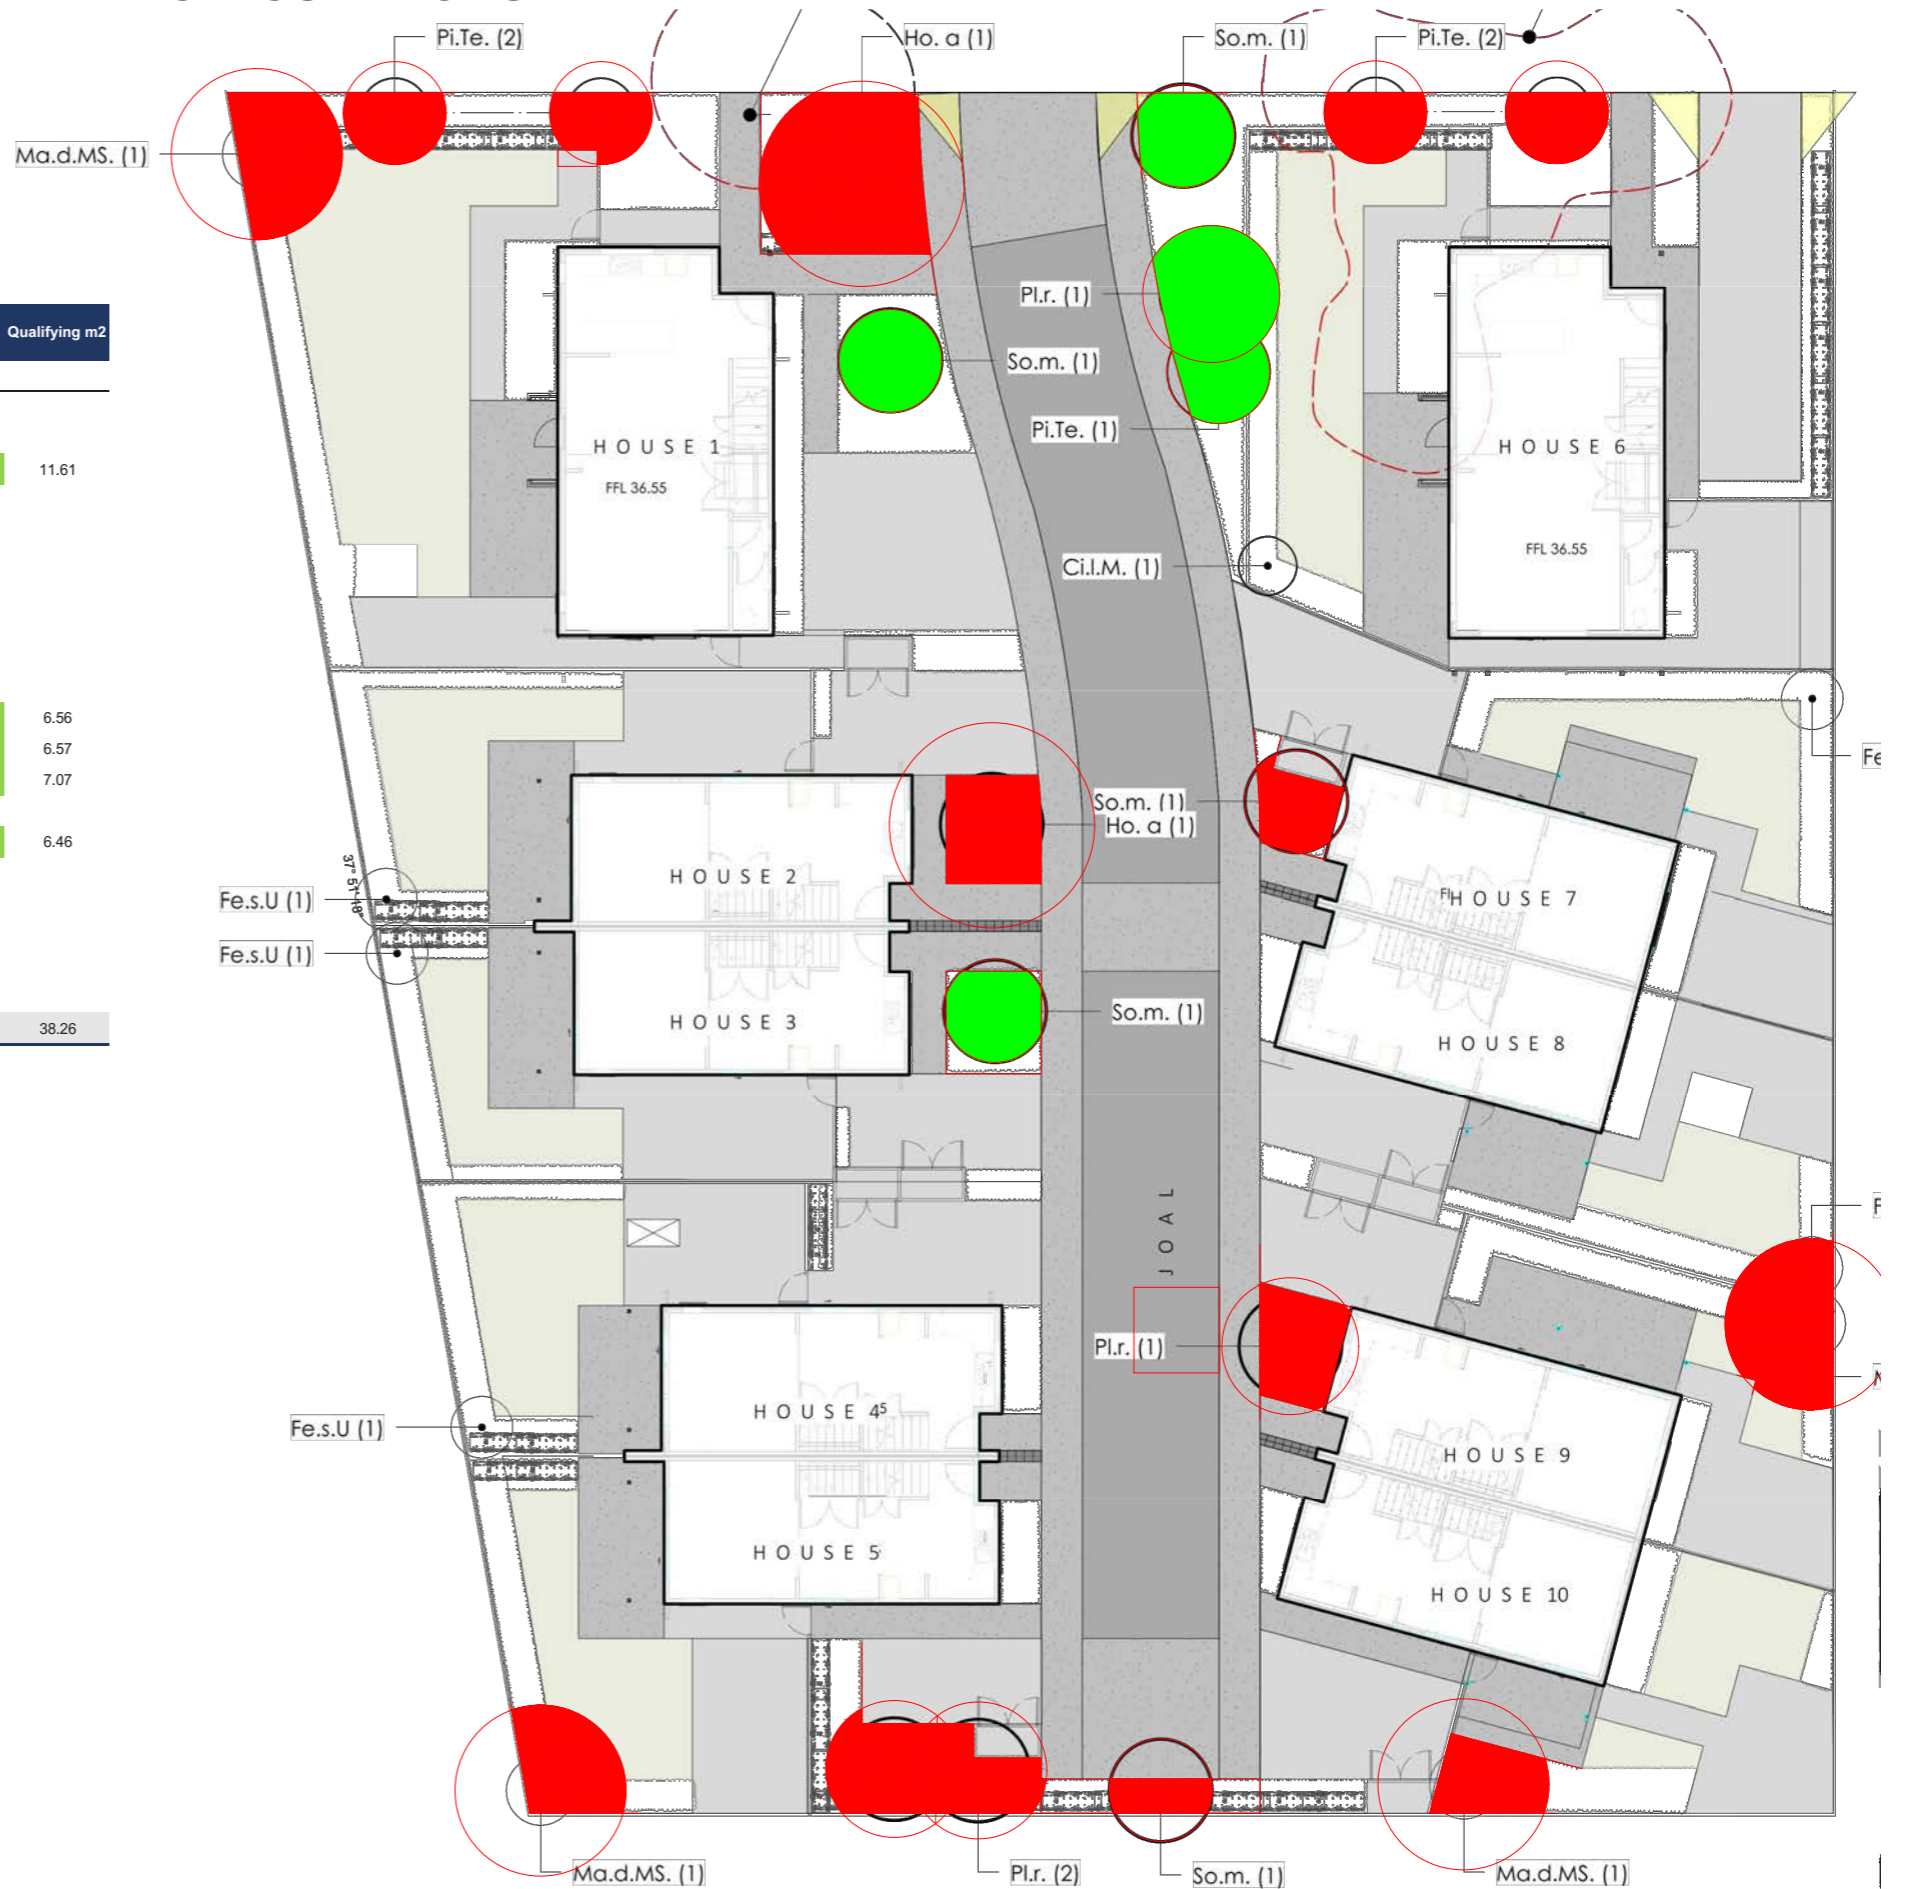 Pi.Te. (2)
Ho. a (1)
So.m. (1)
Pi.Te. (2)
Ma.d.MS. (1)
Pl.r. (1)
Qualifying m2
So.m. (1)
Pi.Te. (1)
HOUSE 1
HOUSE 6
11.61
FFL 36.55
FFL 36.55
Ci.l.M. (1)
6.56
6.57
Fe
7.07
So.m. (1)
Ho. a (1)
6.46
37° 51' 18"
HOUSE 2
Fe.s.U (1)
HOUSE 7
Fe.s.U (1)
HOUSE 3
So.m. (1)
38.26
HOUSE 8
JOAL
F
Pl.r. (1)
HOUSE 4
Fe.s.U (1)
HOUSE 9
HOUSE 5
HOUSE 10
Ma.d.MS. (1)
Pl.r. (2)
So.m. (1)
Ma.d.MS. (1)